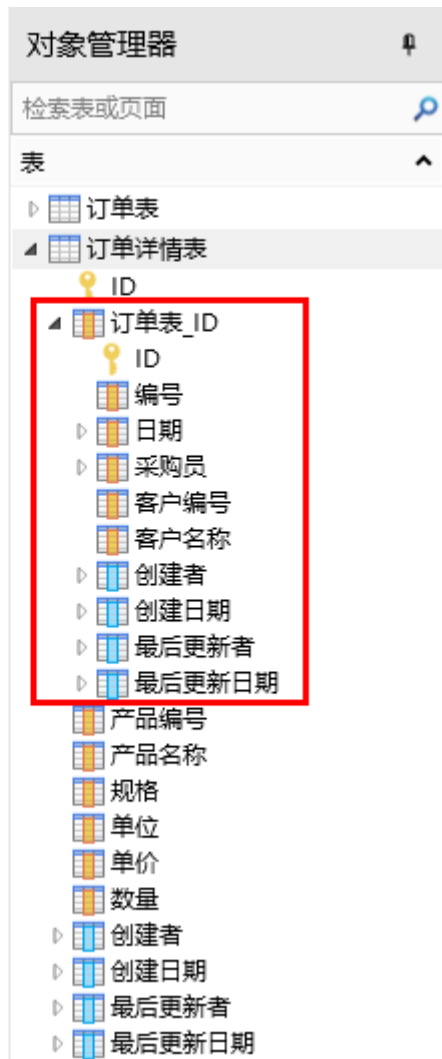 对象管理器
检索表或页面
表
订单表
订单详情表
ID
订单表_ID
ID
编号
日期
采购员
客户编号
客户名称
创建者
创建日期
最后更新者
最后更新日期
产品编号
产品名称
规格
单位
单价
数量
创建者
创建日期
最后更新者
最后更新日期